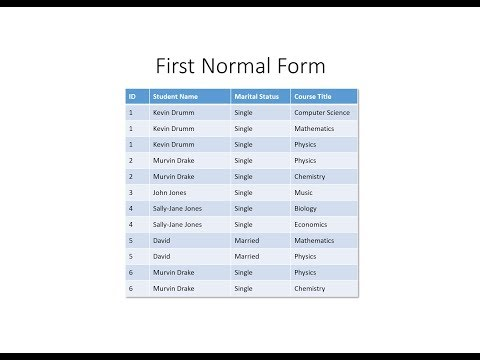 First Normal Form
ID Student Name Marital Status Course Title
1 Kevin Drumm Single Computer Science
1 Kevin Drumm Single Mathematics
1 Kevin Drumm Single Physics
2 Murvin Drake Single Physics
2 Murvin Drake Single Chemistry
3 John Jones Single Music
4 Sally-Jane Jones Single Biology
4 Sally-Jane Jones Single Economics
5 David Married Mathematics
5 David Married Physics
6 Murvin Drake Single Physics
6 Murvin Drake Single Chemistry